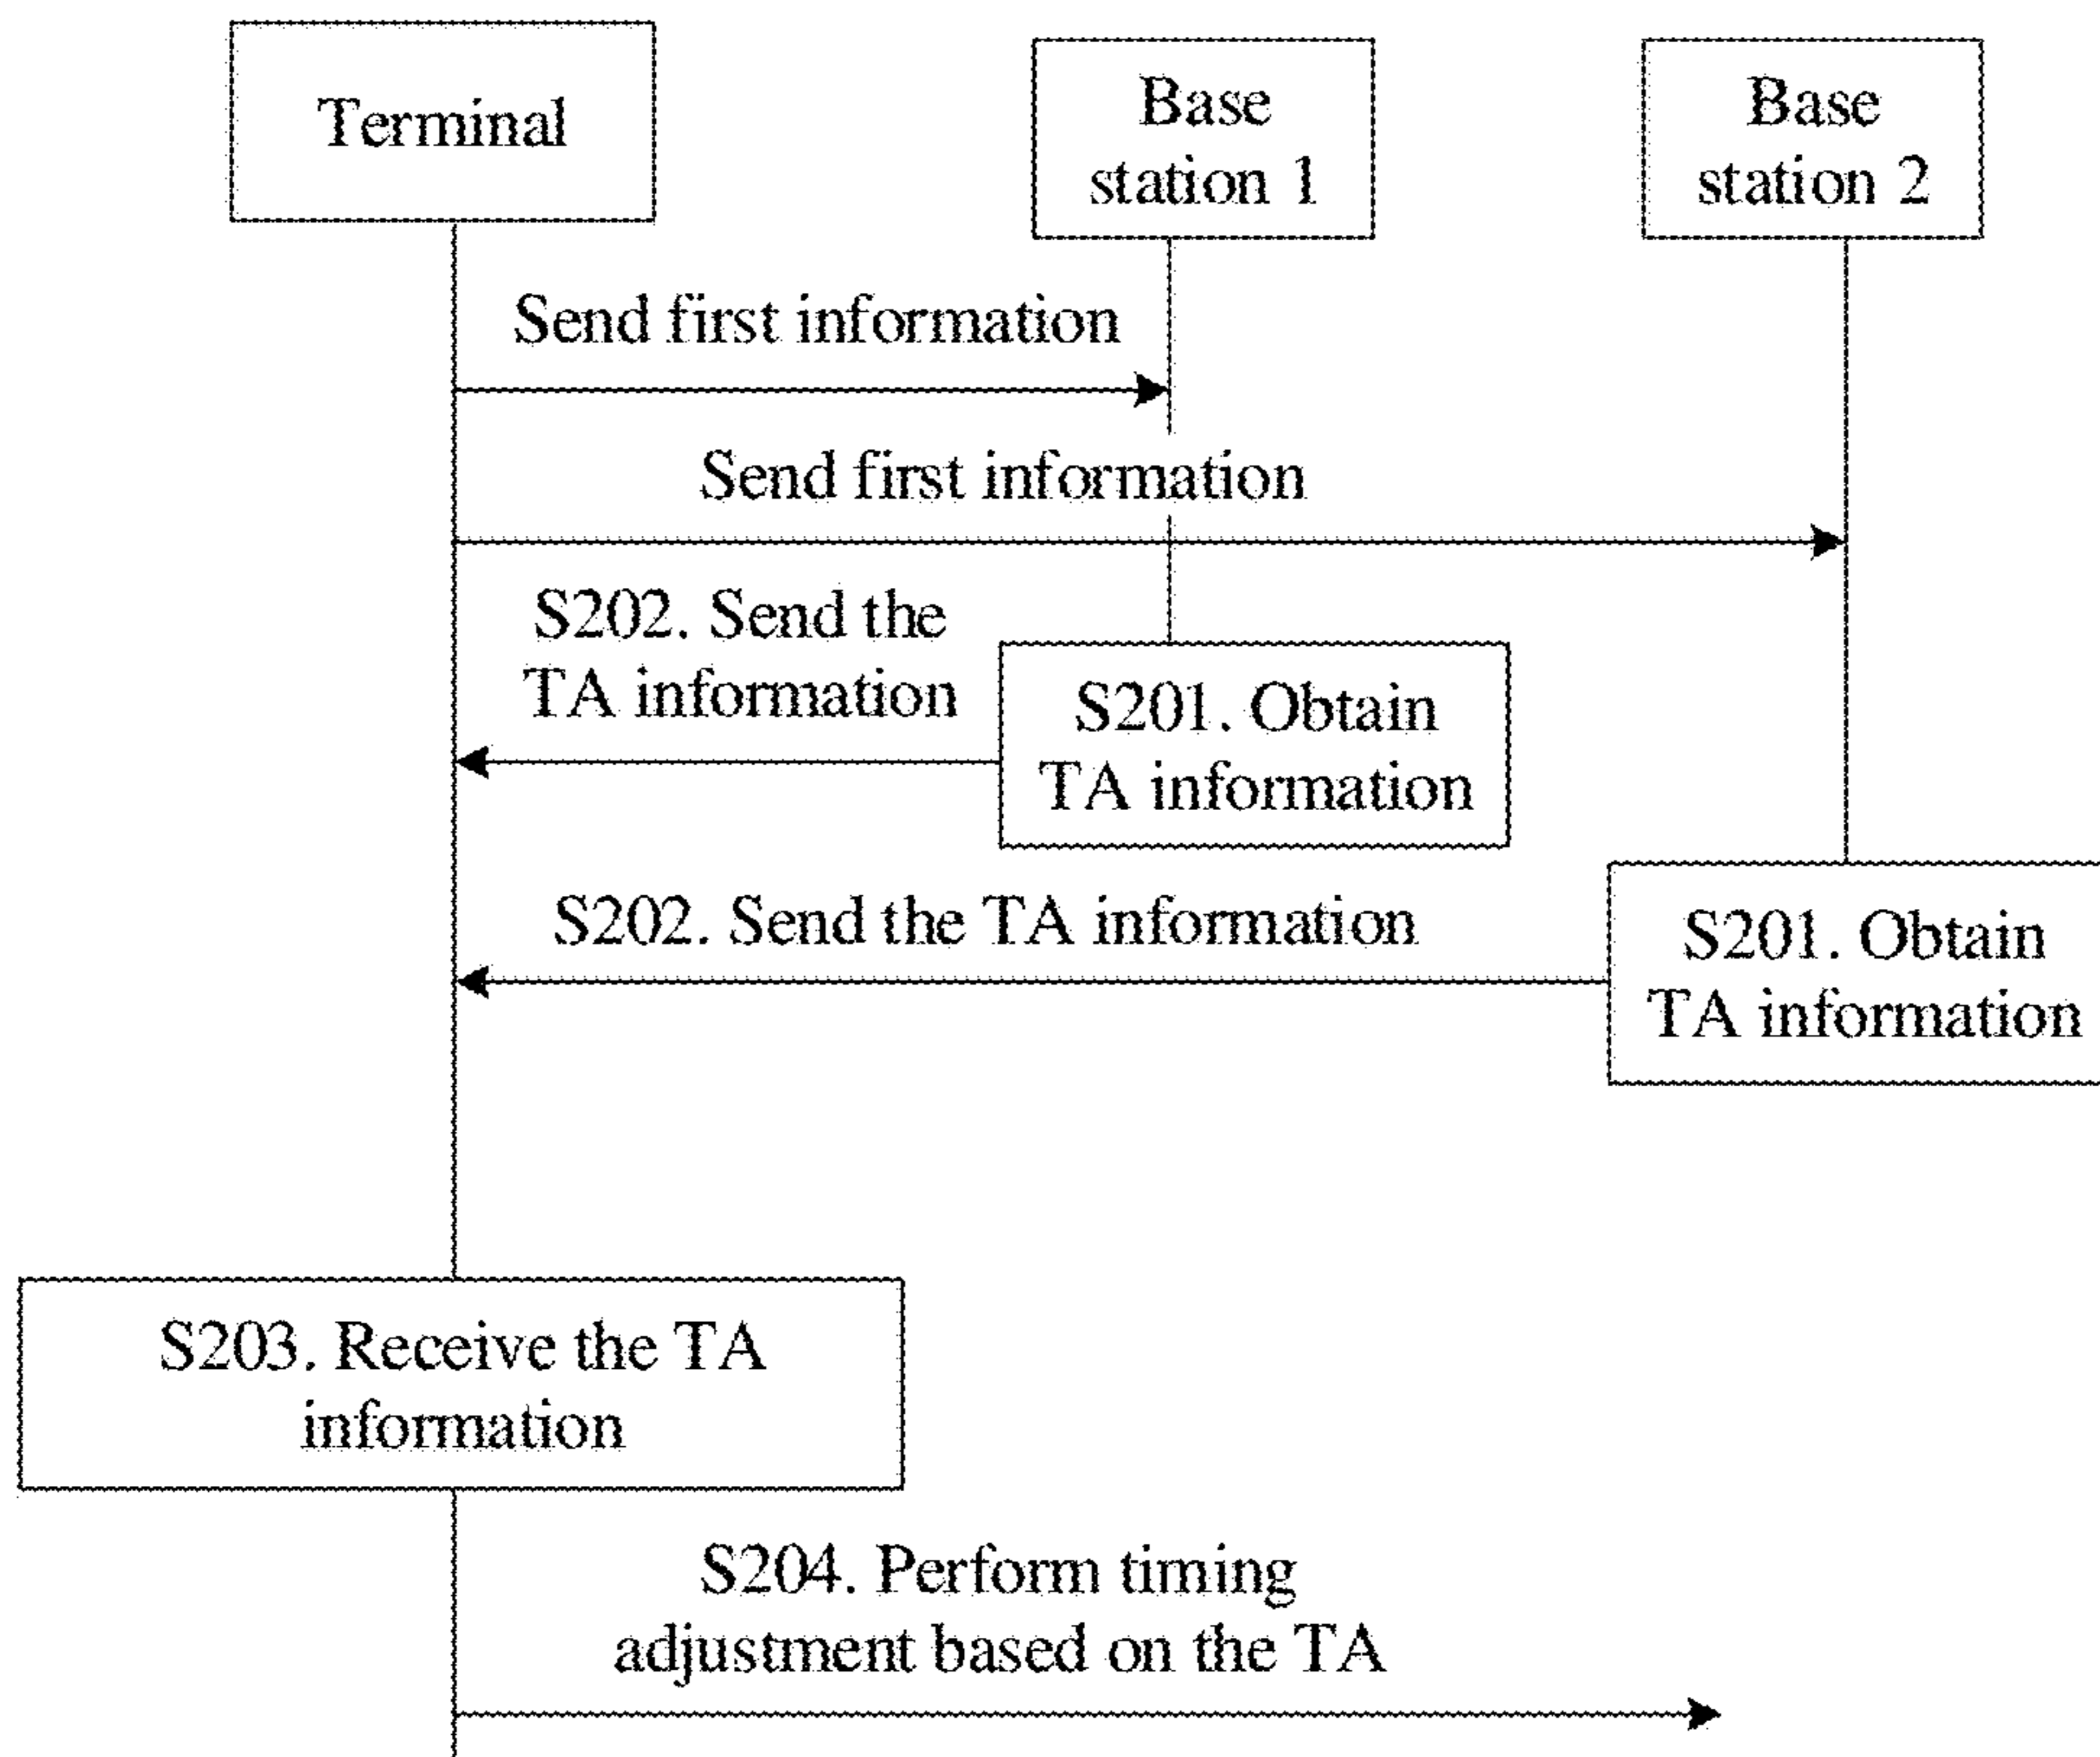 Terminal
Base
station 1
Base
station 2
Send first information
Send first information
S202. Send the
TA information
S201. Obtain
TA information
S202. Send the TA information
S201. Obtain
TA information
S203. Receive the TA
information
S204. Perform timing
adjustment based on the TA